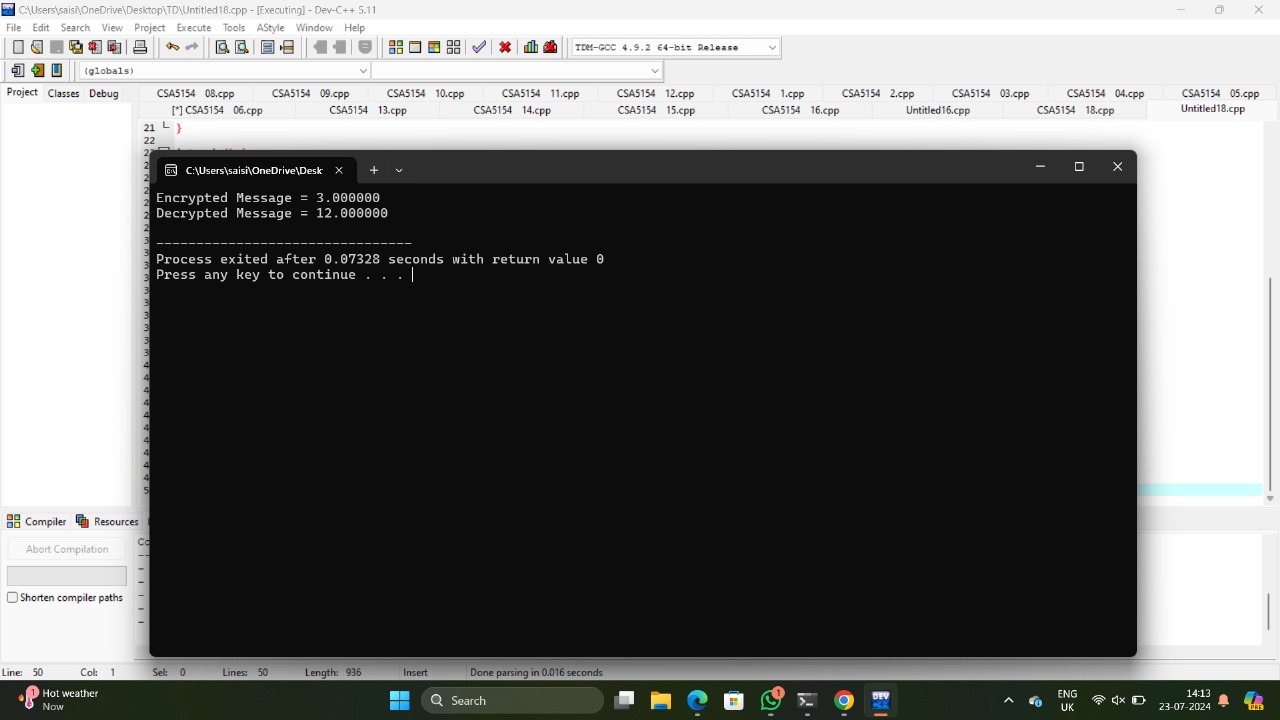 C:\Users\saisi\OneDrive\Desktop\TD\Untitled18.cpp - [Executing] - Dev-C++ 5.11
File Edit Search View Project Execute Tools AStyle Window Help
TDM-GCC 4.9.2 64-bit Release
(globals)
Project Classes Debug
CSA5154 08.cpp CSA5154 09.cpp CSA5154 10.cpp CSA5154 11.cpp CSA5154 12.cpp CSA5154 1.cpp CSA5154 2.cpp CSA5154 03.cpp CSA5154 04.cpp CSA5154 05.cpp
[*] CSA5154 06.cpp CSA5154 13.cpp CSA5154 14.cpp CSA5154 15.cpp CSA5154 16.cpp Untitled16.cpp CSA5154 18.cpp Untitled18.cpp
21 }
22
C:\Users\saisi\OneDrive\Desk
Encrypted Message = 3.000000
Decrypted Message = 12.000000
--------------------------------
Process exited after 0.07328 seconds with return value 0
Press any key to continue . . .
Compiler Resources
Abort Compilation
Shorten compiler paths
Line: 50 Col: 1 Sel: 0 Lines: 50 Length: 936 Insert Done parsing in 0.016 seconds
1 Hot weather
Now
Search
1
DEV
ENG
UK
14:13
23-07-2024
PRE